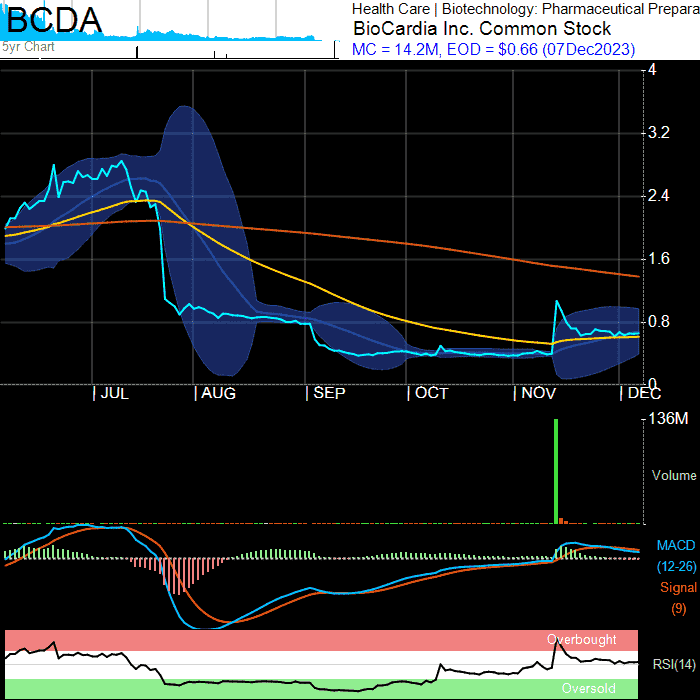 BCDA
Health Care | Biotechnology: Pharmaceutical Prepara
BioCardia Inc. Common Stock
5yr Chart
MC = 14.2M, EOD = $0.66 (07Dec2023)
4
3.2
2.4
1.6
0.8
0
| JUL | AUG | SEP | OCT | NOV | DEC
136M
Volume
MACD
(12-26)
Signal
(9)
Overbought
RSI(14)
Oversold